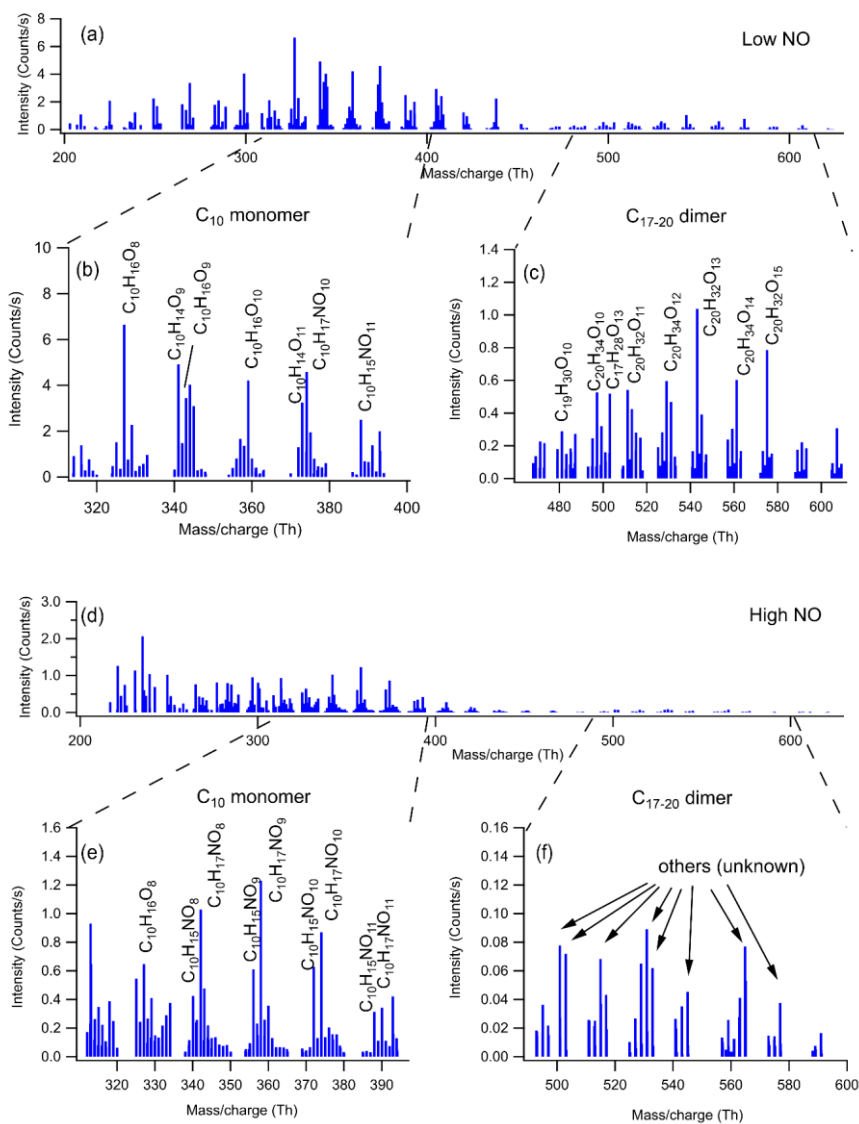 (a)
Low NO
Intensity (Counts/s)
8
6
4
2
0
200
300
400
500
600
Mass/charge (Th)
C₁₀ monomer
C₁₇₋₂₀ dimer
(b)
Intensity (Counts/s)
10
8
6
4
2
0
C₁₀H₁₆O₈
C₁₀H₁₄O₉
C₁₀H₁₆O₉
C₁₀H₁₆O₁₀
C₁₀H₁₄O₁₁
C₁₀H₁₇NO₁₀
C₁₀H₁₅NO₁₁
320
340
360
380
400
Mass/charge (Th)
(c)
Intensity (Counts/s)
1.4
1.2
1.0
0.8
0.6
0.4
0.2
0.0
C₁₉H₃₀O₁₀
C₂₀H₃₄O₁₀
C₁₇H₂₈O₁₃
C₂₀H₃₂O₁₁
C₂₀H₃₄O₁₂
C₂₀H₃₂O₁₃
C₂₀H₃₄O₁₄
C₂₀H₃₂O₁₅
480
500
520
540
560
580
600
Mass/charge (Th)
(d)
High NO
Intensity (Counts/s)
3.0
2.0
1.0
0.0
200
300
400
500
600
Mass/charge (Th)
C₁₀ monomer
C₁₇₋₂₀ dimer
(e)
Intensity (Counts/s)
1.6
1.4
1.2
1.0
0.8
0.6
0.4
0.2
0.0
C₁₀H₁₆O₈
C₁₀H₁₅NO₈
C₁₀H₁₇NO₈
C₁₀H₁₅NO₉
C₁₀H₁₇NO₉
C₁₀H₁₅NO₁₀
C₁₀H₁₇NO₁₀
C₁₀H₁₅NO₁₁
C₁₀H₁₇NO₁₁
320
330
340
350
360
370
380
390
Mass/charge (Th)
(f)
Intensity (Counts/s)
0.16
0.14
0.12
0.10
0.08
0.06
0.04
0.02
0.00
others (unknown)
500
520
540
560
580
600
Mass/charge (Th)